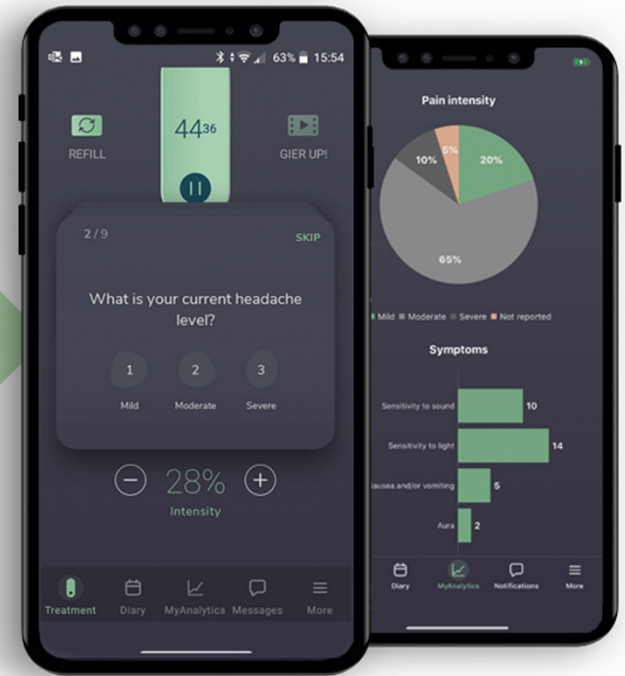 63% 15:54
REFILL
44 36
GIER UP!
2 / 9
SKIP
What is your current headache
level?
1 2 3
Mild Moderate Severe
28%
Intensity
Treatment Diary MyAnalytics Messages More
Pain intensity
5%
10%
20%
65%
Mild Moderate Severe Not reported
Symptoms
Sensitivity to sound 10
Sensitivity to light 14
ausea and/or vomiting 5
Aura 2
Diary MyAnalytics Notifications More